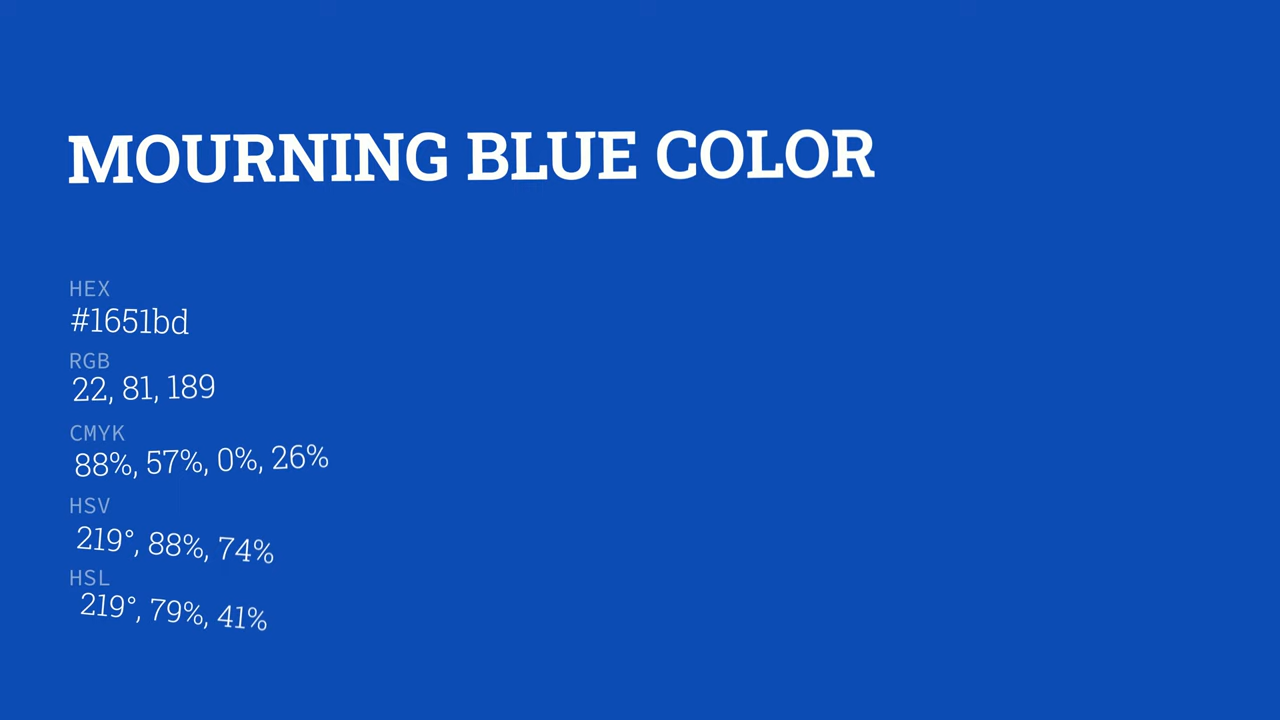 MOURNING BLUE COLOR
HEX
#1651bd
RGB
22, 81, 189
CMYK
88%, 57%, 0%, 26%
HSV
219°, 88%, 74%
HSL
219°, 79%, 41%